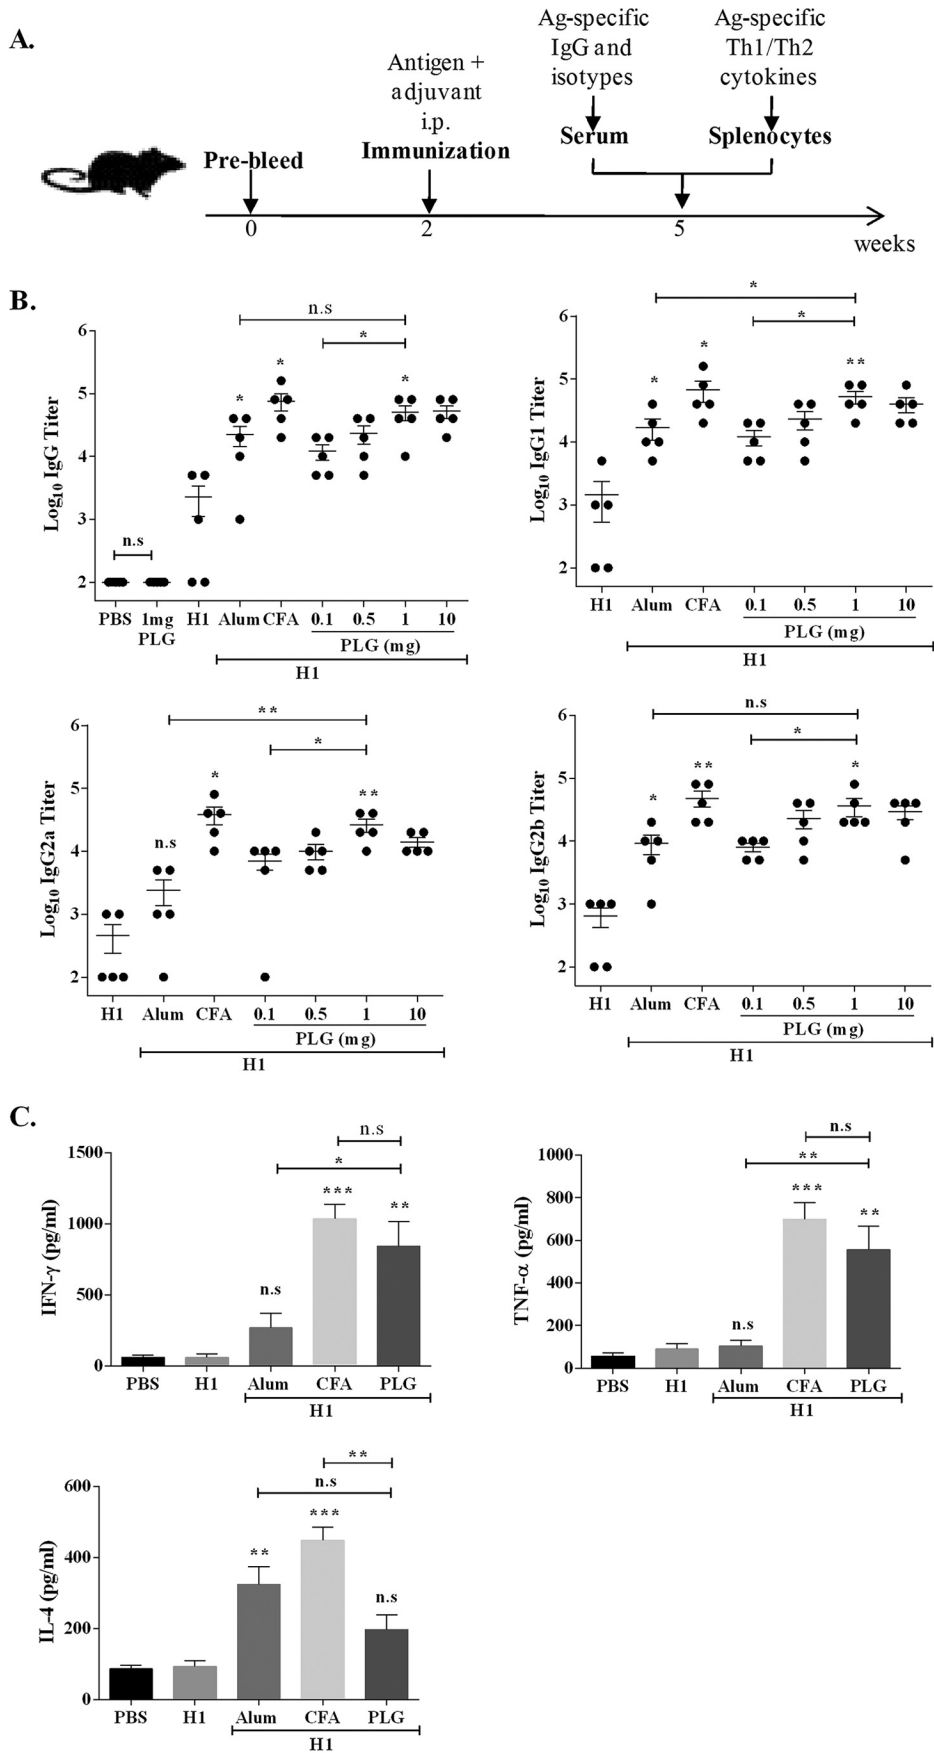 A.
Pre-bleed
Antigen +
adjuvant
i.p.
Immunization
Ag-specific
IgG and
isotypes
Serum
Ag-specific
Th1/Th2
cytokines
Splenocytes
0
2
5
weeks
B.
n.s
*
*
*
*
n.s
6
5
4
3
2
Log10 IgG Titer
PBS 1mg PLG H1 Alum CFA 0.1 0.5 1 10
PLG (mg)
H1
*
*
*
*
**
6
5
4
3
2
Log10 IgG1 Titer
H1 Alum CFA 0.1 0.5 1 10
PLG (mg)
H1
**
*
*
**
n.s
6
5
4
3
2
Log10 IgG2a Titer
H1 Alum CFA 0.1 0.5 1 10
PLG (mg)
H1
n.s
*
**
*
*
6
5
4
3
2
Log10 IgG2b Titer
H1 Alum CFA 0.1 0.5 1 10
PLG (mg)
H1
C.
n.s
*
***
**
n.s
1500
1000
500
0
IFN-γ (pg/ml)
PBS H1 Alum CFA PLG
H1
n.s
**
***
**
n.s
1000
800
600
400
200
0
TNF-α (pg/ml)
PBS H1 Alum CFA PLG
H1
**
n.s
***
**
n.s
600
400
200
0
IL-4 (pg/ml)
PBS H1 Alum CFA PLG
H1